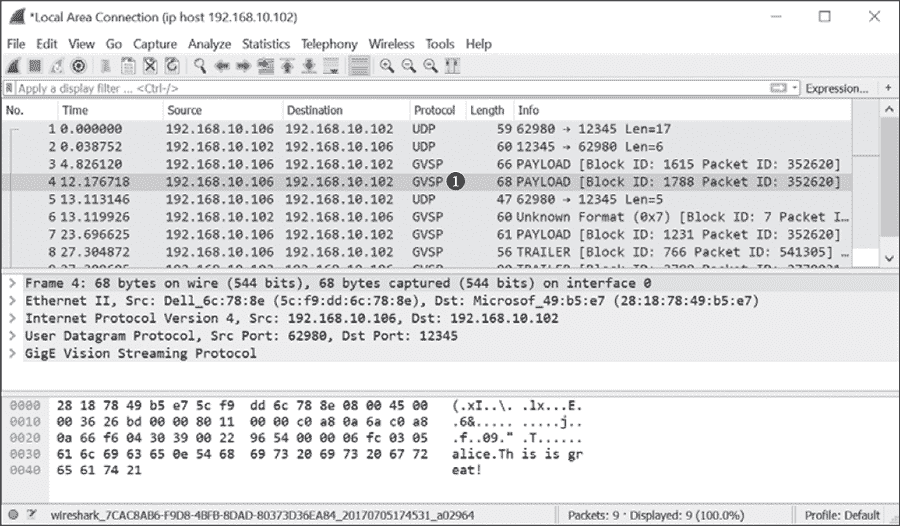 *Local Area Connection (ip host 192.168.10.102)
File Edit View Go Capture Analyze Statistics Telephony Wireless Tools Help
Apply a display filter ... <Ctrl-/> Expression... +
No. Time Source Destination Protocol Length Info
1 0.000000 192.168.10.106 192.168.10.102 UDP 59 62980 → 12345 Len=17
2 0.038752 192.168.10.102 192.168.10.106 UDP 60 12345 → 62980 Len=6
3 4.826120 192.168.10.106 192.168.10.102 GVSP 66 PAYLOAD [Block ID: 1615 Packet ID: 352620]
4 12.176718 192.168.10.106 192.168.10.102 GVSP 1 68 PAYLOAD [Block ID: 1788 Packet ID: 352620]
5 13.113146 192.168.10.106 192.168.10.102 UDP 47 62980 → 12345 Len=5
6 13.119926 192.168.10.102 192.168.10.106 GVSP 60 Unknown Format (0x7) [Block ID: 7 Packet I...
7 23.696625 192.168.10.106 192.168.10.102 GVSP 61 PAYLOAD [Block ID: 1231 Packet ID: 352620]
8 27.304872 192.168.10.106 192.168.10.102 GVSP 56 TRAILER [Block ID: 766 Packet ID: 541305] ...
Frame 4: 68 bytes on wire (544 bits), 68 bytes captured (544 bits) on interface 0
Ethernet II, Src: Dell_6c:78:8e (5c:f9:dd:6c:78:8e), Dst: Microsof_49:b5:e7 (28:18:78:49:b5:e7)
Internet Protocol Version 4, Src: 192.168.10.106, Dst: 192.168.10.102
User Datagram Protocol, Src Port: 62980, Dst Port: 12345
GigE Vision Streaming Protocol
0000 28 18 78 49 b5 e7 5c f9 dd 6c 78 8e 08 00 45 00 (.xI..\. .lx...E.
0010 00 36 26 bd 00 00 80 11 00 00 c0 a8 0a 6a c0 a8 .6&..... .....j..
0020 0a 66 f6 04 30 39 00 22 96 54 00 00 06 fc 03 05 .f..09." .T......
0030 61 6c 69 63 65 0e 54 68 69 73 20 69 73 20 67 72 alice.Th is is gr
0040 65 61 74 21 eat!
wireshark_7CAC8AB6-F9D8-4BFB-8DAD-80373D36EA84_20170705174531_a02964 Packets: 9 · Displayed: 9 (100.0%) Profile: Default